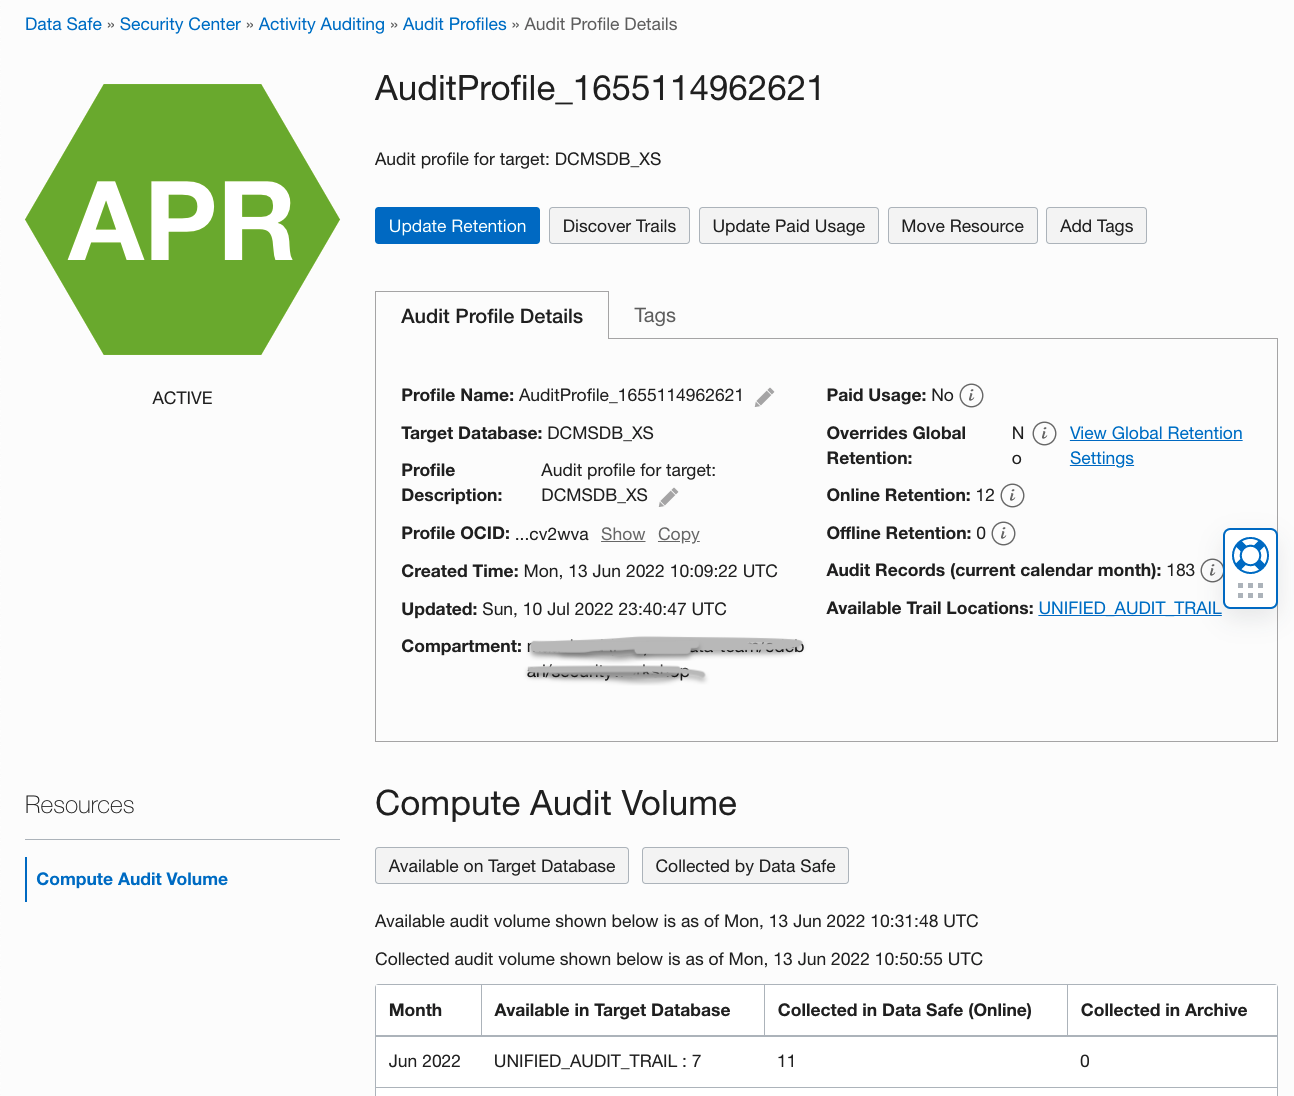 Data Safe » Security Center » Activity Auditing » Audit Profiles » Audit Profile Details
APR
ACTIVE
AuditProfile_1655114962621
Audit profile for target: DCMSDB_XS
Update Retention Discover Trails Update Paid Usage Move Resource Add Tags
Audit Profile Details Tags
Profile Name: AuditProfile_1655114962621
Target Database: DCMSDB_XS
Profile Description: Audit profile for target:
DCMSDB_XS
Profile OCID: ...cv2wva Show Copy
Created Time: Mon, 13 Jun 2022 10:09:22 UTC
Updated: Sun, 10 Jul 2022 23:40:47 UTC
Compartment:
Paid Usage: No
Overrides Global Retention: No View Global Retention
Settings
Online Retention: 12
Offline Retention: 0
Audit Records (current calendar month): 183
Available Trail Locations: UNIFIED_AUDIT_TRAIL
Resources
Compute Audit Volume
Compute Audit Volume
Available on Target Database Collected by Data Safe
Available audit volume shown below is as of Mon, 13 Jun 2022 10:31:48 UTC
Collected audit volume shown below is as of Mon, 13 Jun 2022 10:50:55 UTC
Month Available in Target Database Collected in Data Safe (Online) Collected in Archive
Jun 2022 UNIFIED_AUDIT_TRAIL : 7 11 0